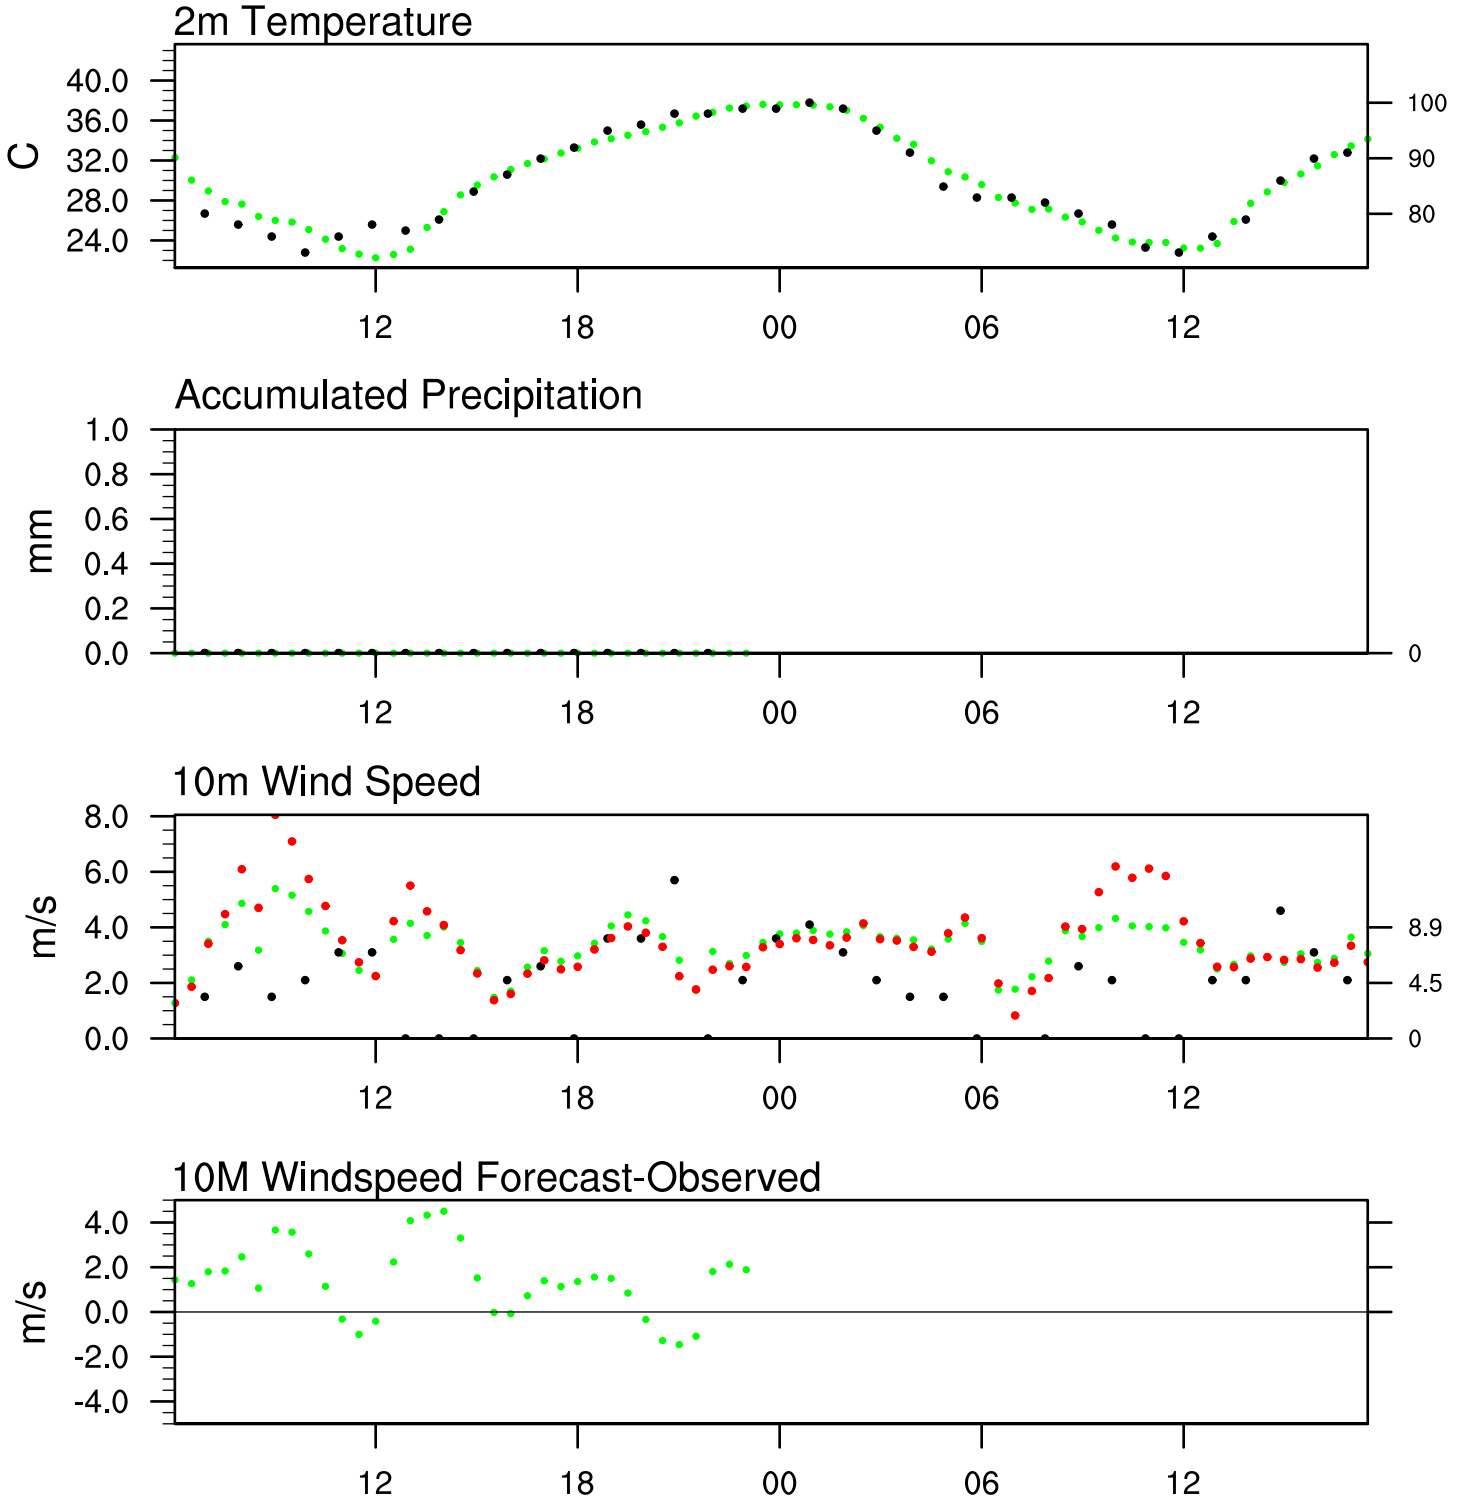 2m Temperature
40.0
36.0
32.0
28.0
24.0
C
100
90
80
12 18 00 06 12
Accumulated Precipitation
1.0
0.8
0.6
0.4
0.2
0.0
mm
0
12 18 00 06 12
10m Wind Speed
8.0
6.0
4.0
2.0
0.0
m/s
8.9
4.5
0
12 18 00 06 12
10M Windspeed Forecast-Observed
4.0
2.0
0.0
-2.0
-4.0
m/s
12 18 00 06 12